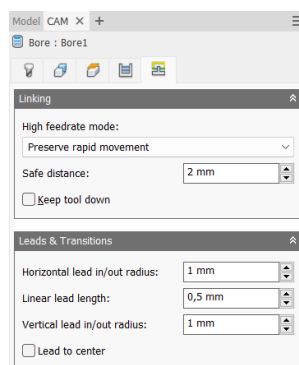 Model CAM × +
Bore : Bore1
Linking
High feedrate mode:
Preserve rapid movement
Safe distance: 2 mm
Keep tool down
Leads & Transitions
Horizontal lead in/out radius: 1 mm
Linear lead length: 0,5 mm
Vertical lead in/out radius: 1 mm
Lead to center